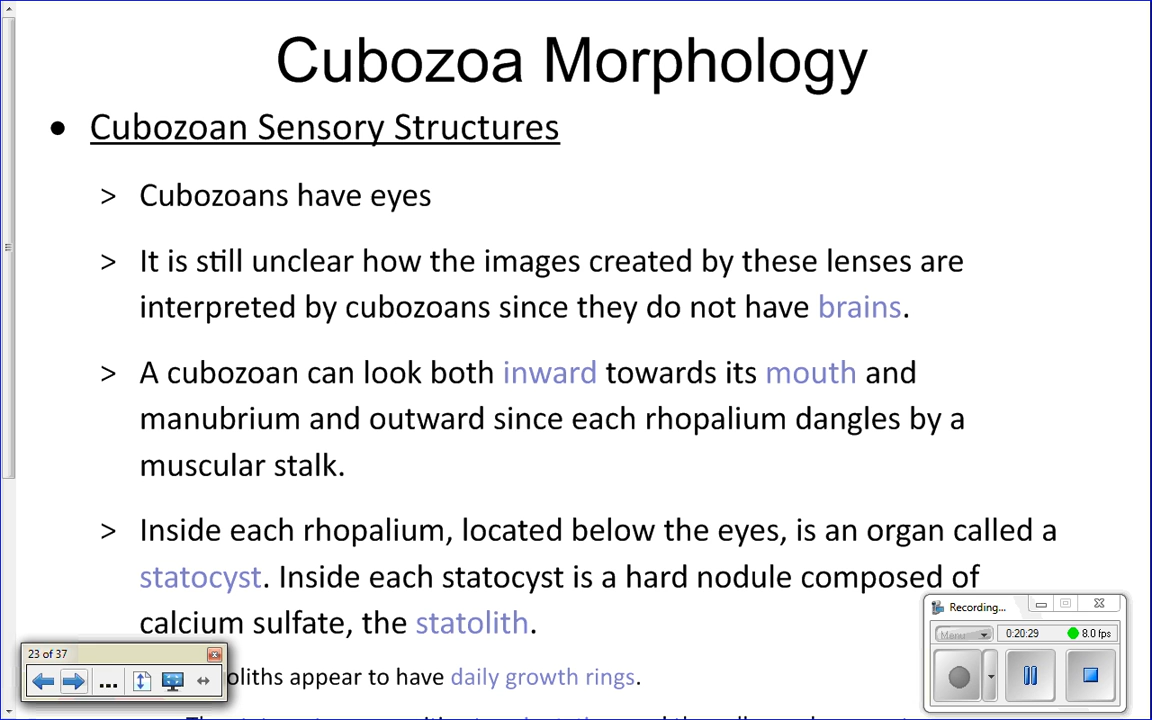 Cubozoa Morphology
• Cubozoan Sensory Structures
> Cubozoans have eyes
> It is still unclear how the images created by these lenses are
interpreted by cubozoans since they do not have brains.
> A cubozoan can look both inward towards its mouth and
manubrium and outward since each rhopalium dangles by a
muscular stalk.
> Inside each rhopalium, located below the eyes, is an organ called a
statocyst. Inside each statocyst is a hard nodule composed of
calcium sulfate, the statolith.
oliths appear to have daily growth rings.
23 of 37
...
Recording...
Menu
0:20:29
8.0 fps